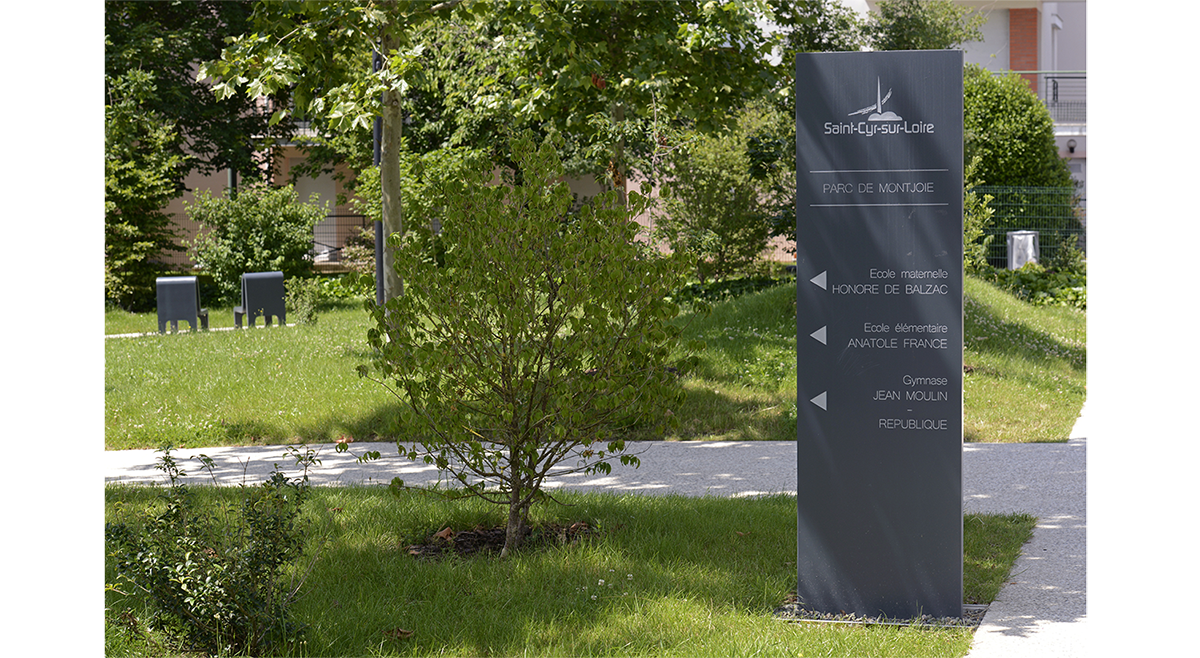 Saint-Cyr-sur-Loire
PARC DE MONTJOIE
Ecole maternelle
HONORE DE BALZAC
Ecole élémentaire
ANATOLE FRANCE
Gymnase
JEAN MOULIN
-
REPUBLIQUE